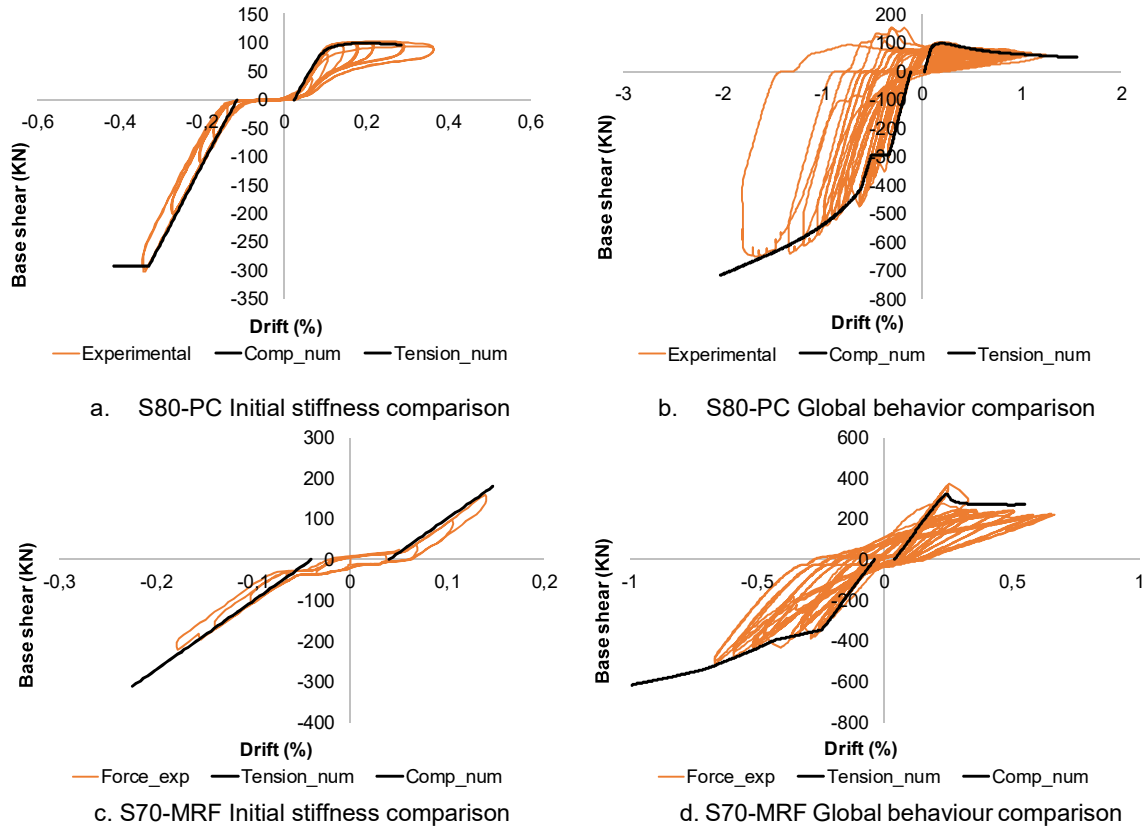 150
100
50
0
-50
-100
-150
-200
-250
-300
-350
-0,6 -0,4 -0,2 0 0,2 0,4 0,6
Base shear (KN)
Drift (%)
Experimental Comp_num Tension_num
a. S80-PC Initial stiffness comparison
200
100
0
-100
-200
-300
-400
-500
-600
-700
-800
-3 -2 -1 0 1 2
Base shear (KN)
Drift (%)
Experimental Comp_num Tension_num
b. S80-PC Global behavior comparison
300
200
100
0
-100
-200
-300
-400
-0,3 -0,2 -0,1 0 0,1 0,2
Base shear (KN)
Drift (%)
Force_exp Tension_num Comp_num
c. S70-MRF Initial stiffness comparison
600
400
200
0
-200
-400
-600
-800
-1 -0,5 0 0,5 1
Base shear (KN)
Drift (%)
Force_exp Tension_num Comp_num
d. S70-MRF Global behaviour comparison